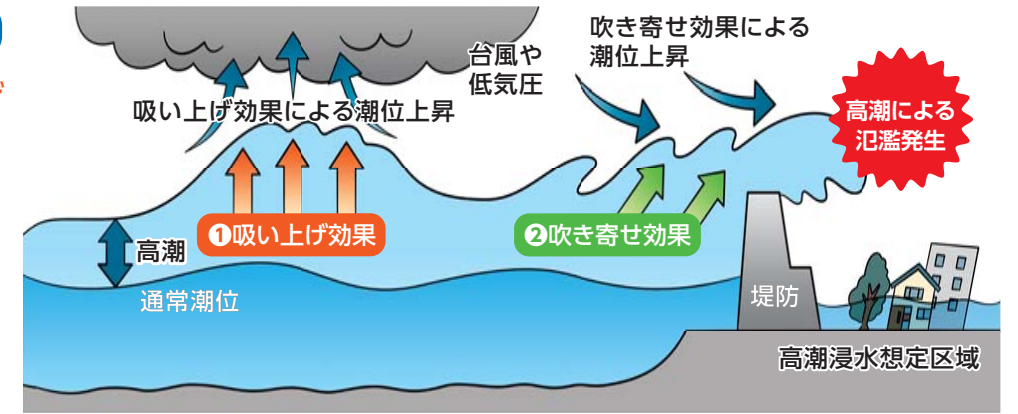 台風や
低気圧
吹き寄せ効果による
潮位上昇
吸い上げ効果による潮位上昇
高潮による
氾濫発生
❶吸い上げ効果
❷吹き寄せ効果
高潮
通常潮位
堤防
高潮浸水想定区域